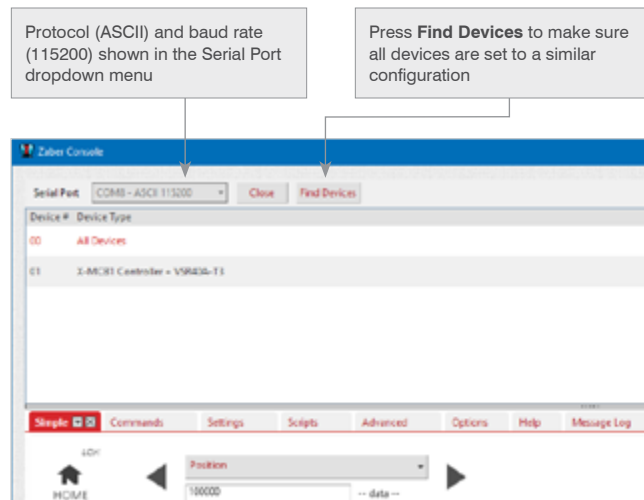 Protocol (ASCII) and baud rate
(115200) shown in the Serial Port
dropdown menu
Press Find Devices to make sure
all devices are set to a similar
configuration
Zaber Console
Serial Port COM8 - ASCII 115200 Close Find Devices
Device # Device Type
00 All Devices
01 X-MCB1 Controller + VSR40A-T3
Simple Commands Settings Scripts Advanced Options Help Message Log
HOME
Position
100000 -- data --